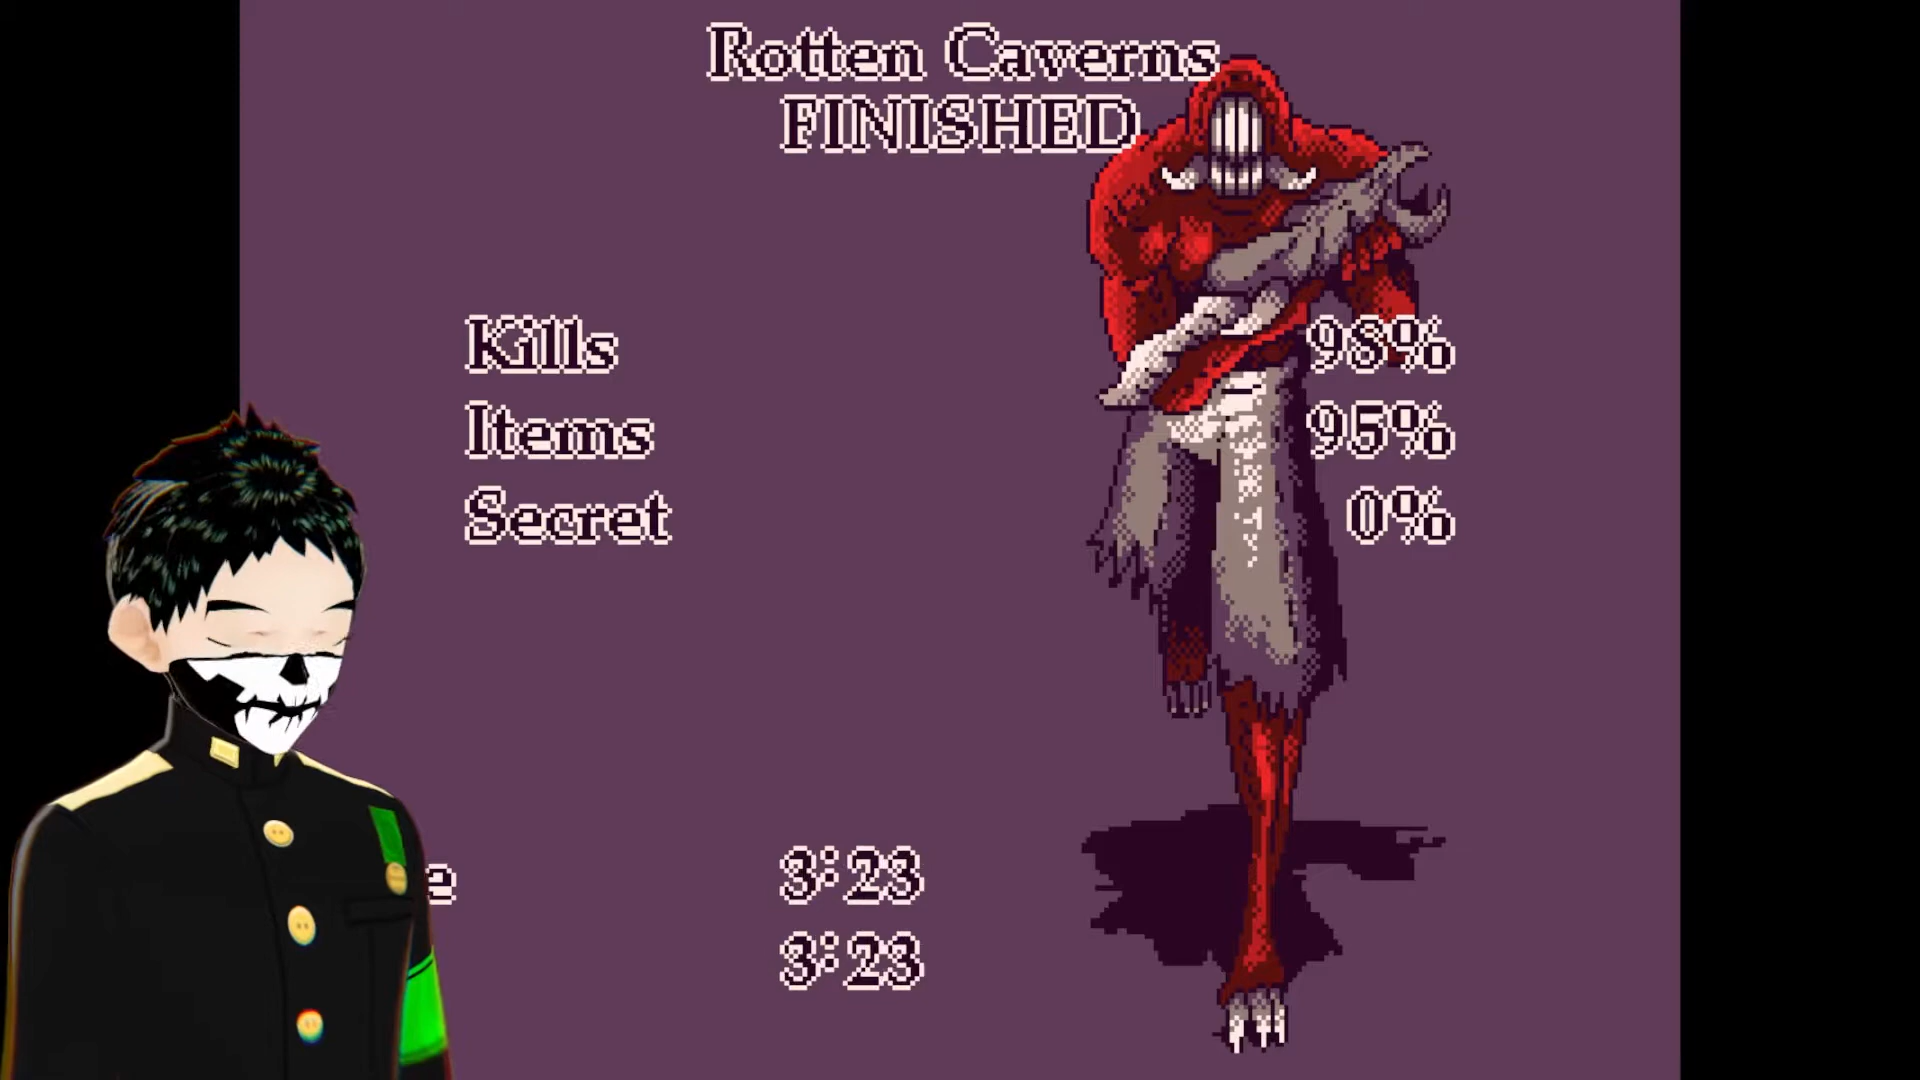 Rotten Caverns
FINISHED
Kills 98%
Items 95%
Secret 0%
e 3:23
3:23